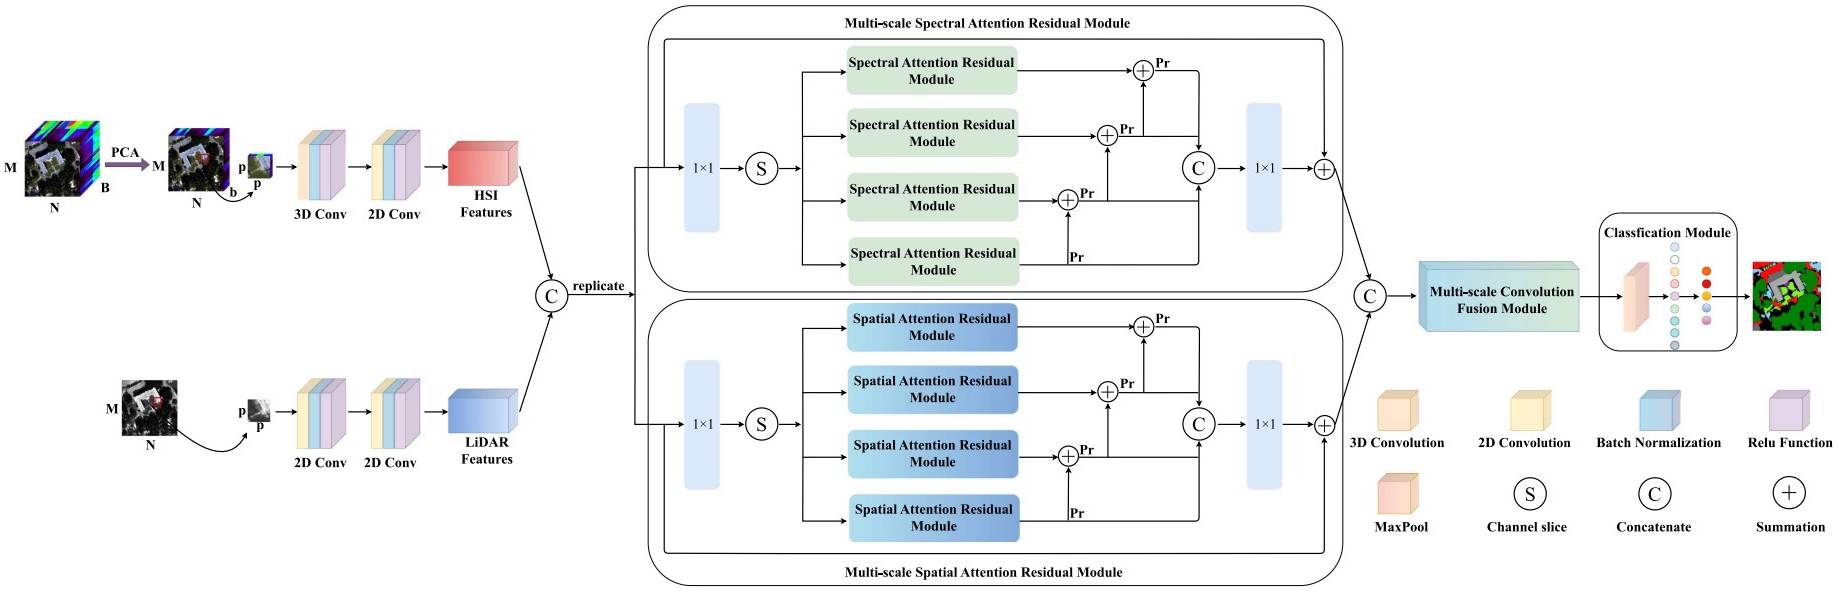 Multi-scale Spectral Attention Residual Module
Spectral Attention Residual
Module
Pr
Spectral Attention Residual
Module
Pr
Spectral Attention Residual
Module
Pr
Spectral Attention Residual
Module
Pr
1×1
S
C
1×1
+
+
+
+
M
N
B
PCA
M
N
b
p
p
3D Conv
2D Conv
HSI
Features
M
N
p
p
2D Conv
2D Conv
LiDAR
Features
C
replicate
Spatial Attention Residual
Module
Pr
Spatial Attention Residual
Module
Pr
Spatial Attention Residual
Module
Pr
Spatial Attention Residual
Module
Pr
1×1
S
C
1×1
+
+
+
+
Multi-scale Spatial Attention Residual Module
C
Multi-scale Convolution
Fusion Module
Classfication Module
3D Convolution
2D Convolution
Batch Normalization
Relu Function
MaxPool
S
Channel slice
C
Concatenate
+
Summation